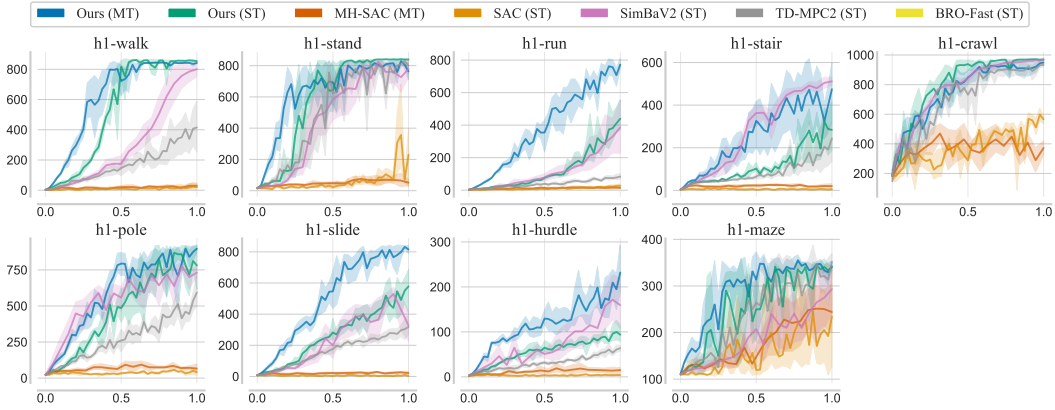 Ours (MT) Ours (ST) MH-SAC (MT) SAC (ST) SimBaV2 (ST) TD-MPC2 (ST) BRO-Fast (ST)
h1-walk h1-stand h1-run h1-stair h1-crawl
800 800 800 600 1000
600 600 600 400 800
400 400 400 200 600
200 200 200 0 400
0 0 0 200
0.0 0.5 1.0 0.0 0.5 1.0 0.0 0.5 1.0 0.0 0.5 1.0 0.0 0.5 1.0
h1-pole h1-slide h1-hurdle h1-maze
750 800 300 400
500 600 200 300
250 400 100 200
0 200 0 100
0
0.0 0.5 1.0 0.0 0.5 1.0 0.0 0.5 1.0 0.0 0.5 1.0